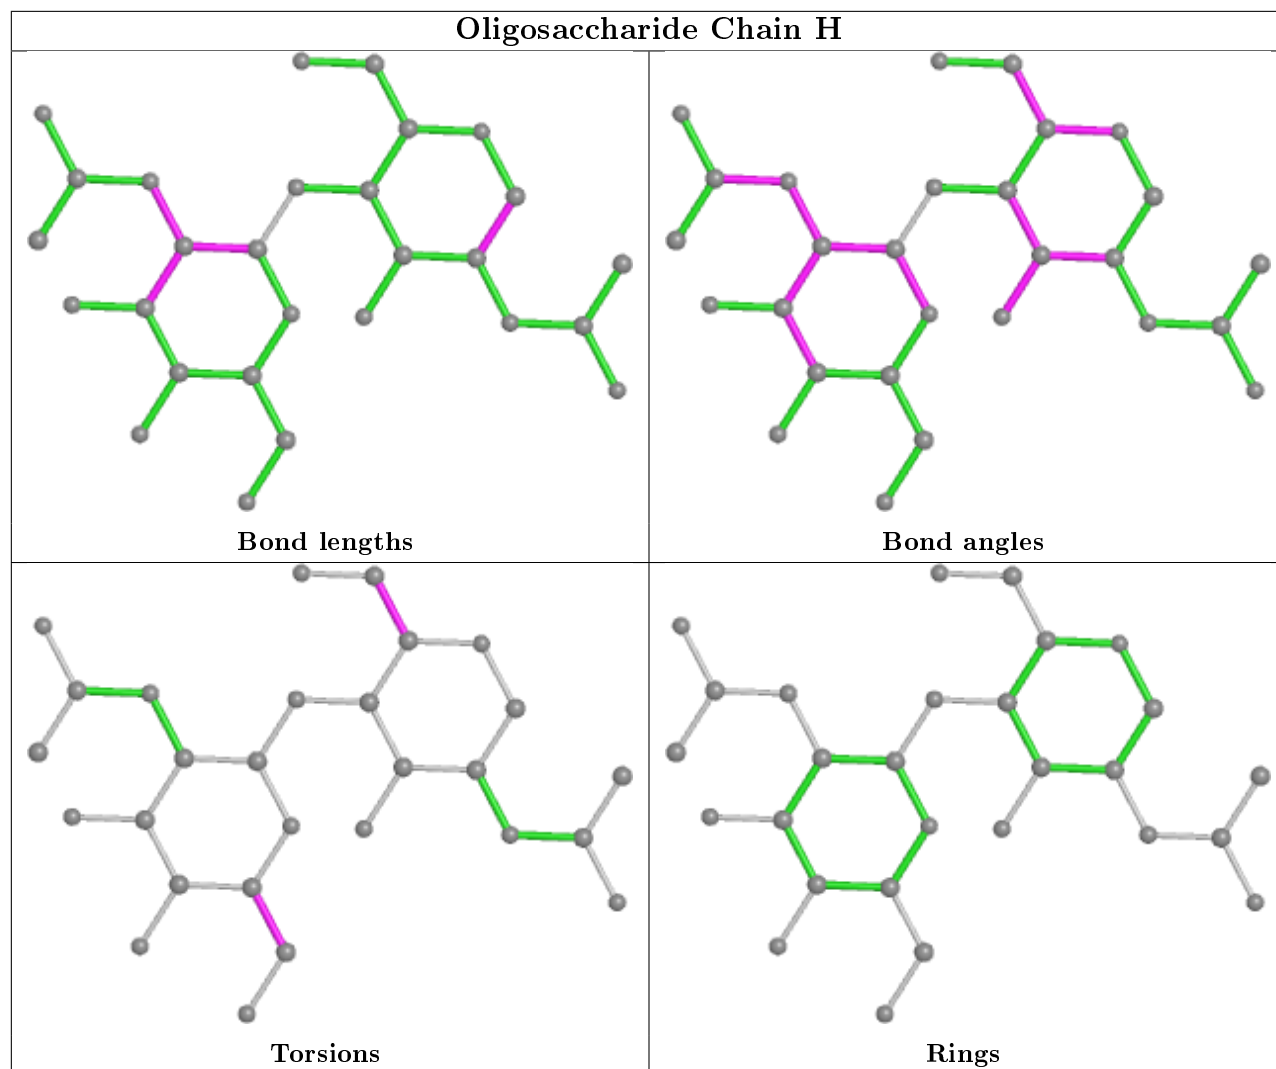 Oligosaccharide Chain H
Bond lengths
Bond angles
Torsions
Rings